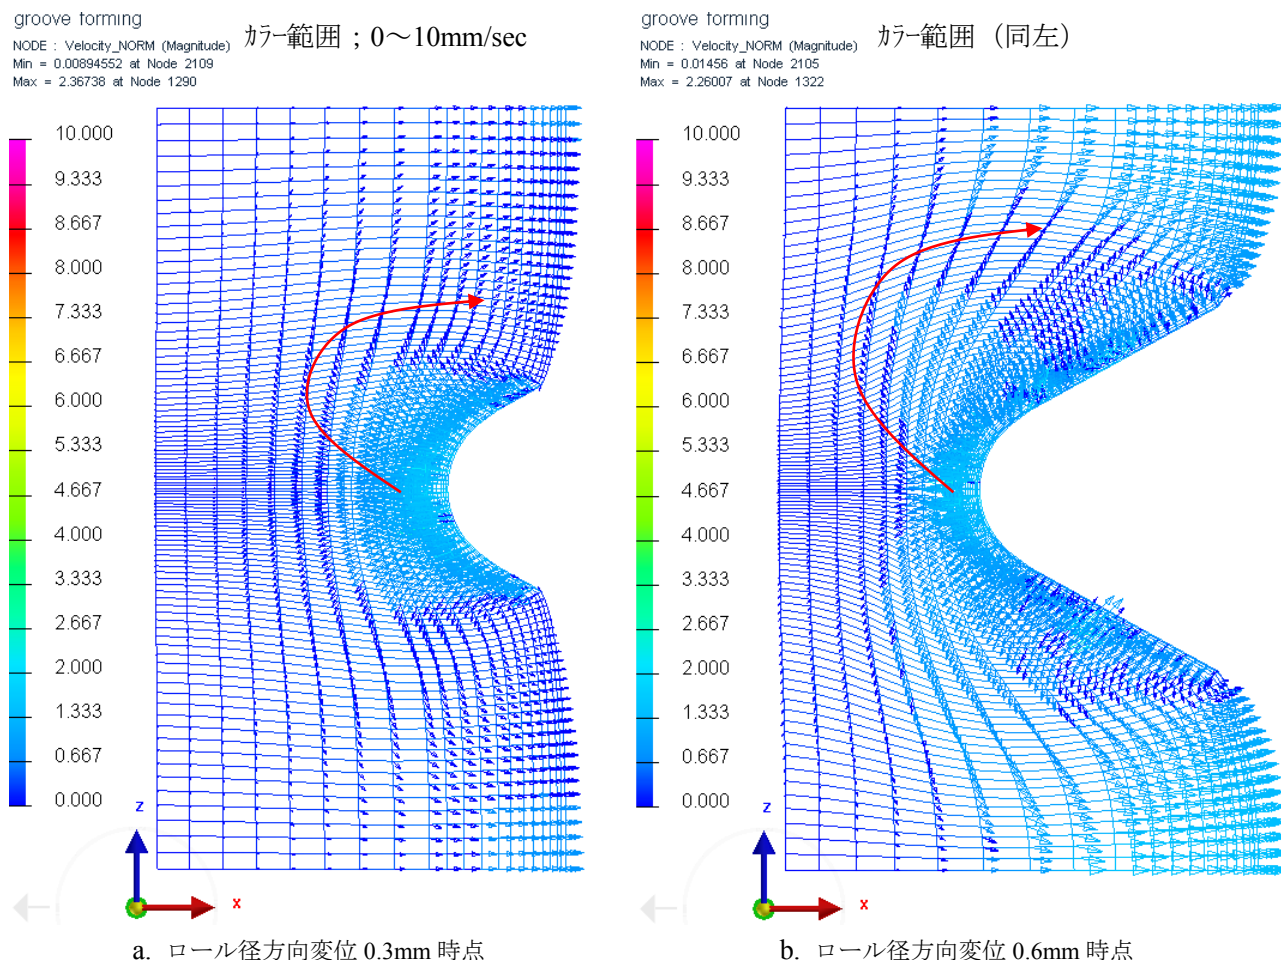 groove forming
NODE : Velocity_NORM (Magnitude)
Min = 0.00894552 at Node 2109
Max = 2.36738 at Node 1290
カラー範囲 ; 0~10mm/sec
10.000
9.333
8.667
8.000
7.333
6.667
6.000
5.333
4.667
4.000
3.333
2.667
2.000
1.333
0.667
0.000
z
x
a. ロール径方向変位 0.3mm 時点
groove forming
NODE : Velocity_NORM (Magnitude)
Min = 0.01456 at Node 2105
Max = 2.26007 at Node 1322
カラー範囲 (同左)
10.000
9.333
8.667
8.000
7.333
6.667
6.000
5.333
4.667
4.000
3.333
2.667
2.000
1.333
0.667
0.000
z
x
b. ロール径方向変位 0.6mm 時点